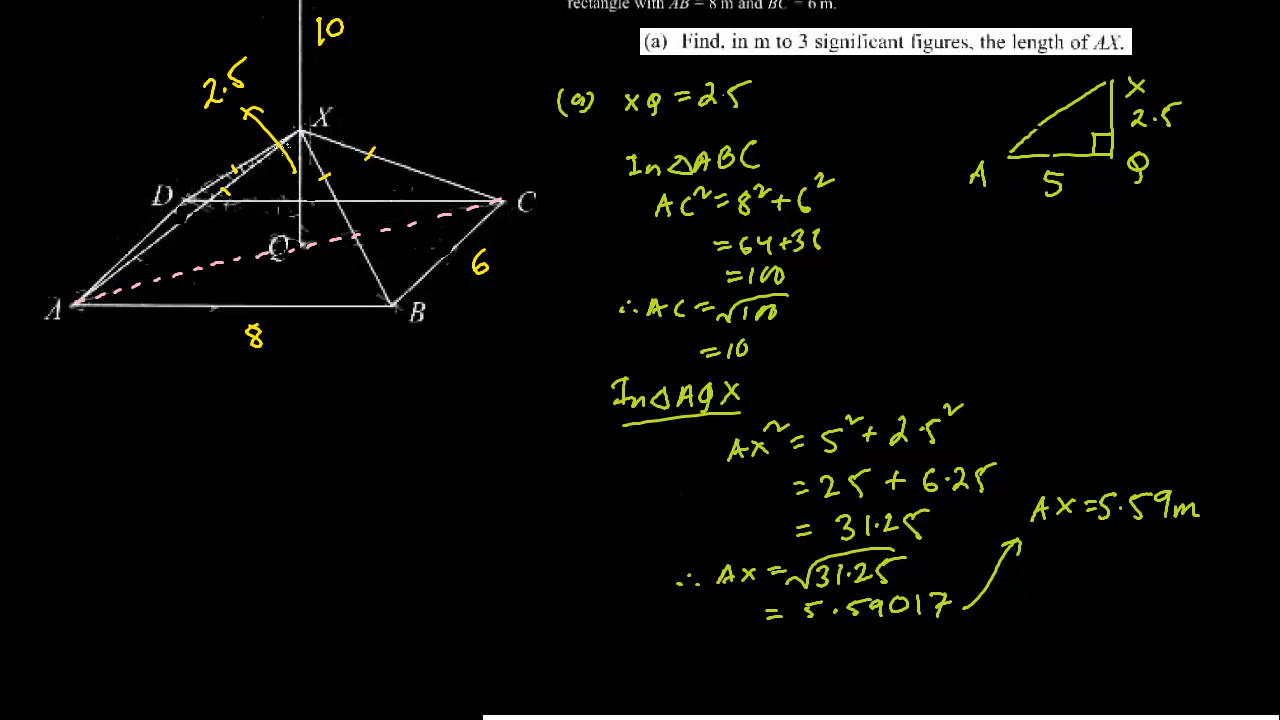 rectangle with AB = 8 m and BC = 6 m.
(a) Find, in m to 3 significant figures, the length of AX.
10
2.5
X
D
C
Q
6
A
B
8
(a) XQ = 2.5
In △ABC
AC² = 8² + 6²
= 64 + 36
= 100
∴ AC = √100
= 10
X
2.5
A
5
Q
In △AQX
AX² = 5² + 2.5²
= 25 + 6.25
= 31.25
∴ AX = √31.25
= 5.59017
AX = 5.59m